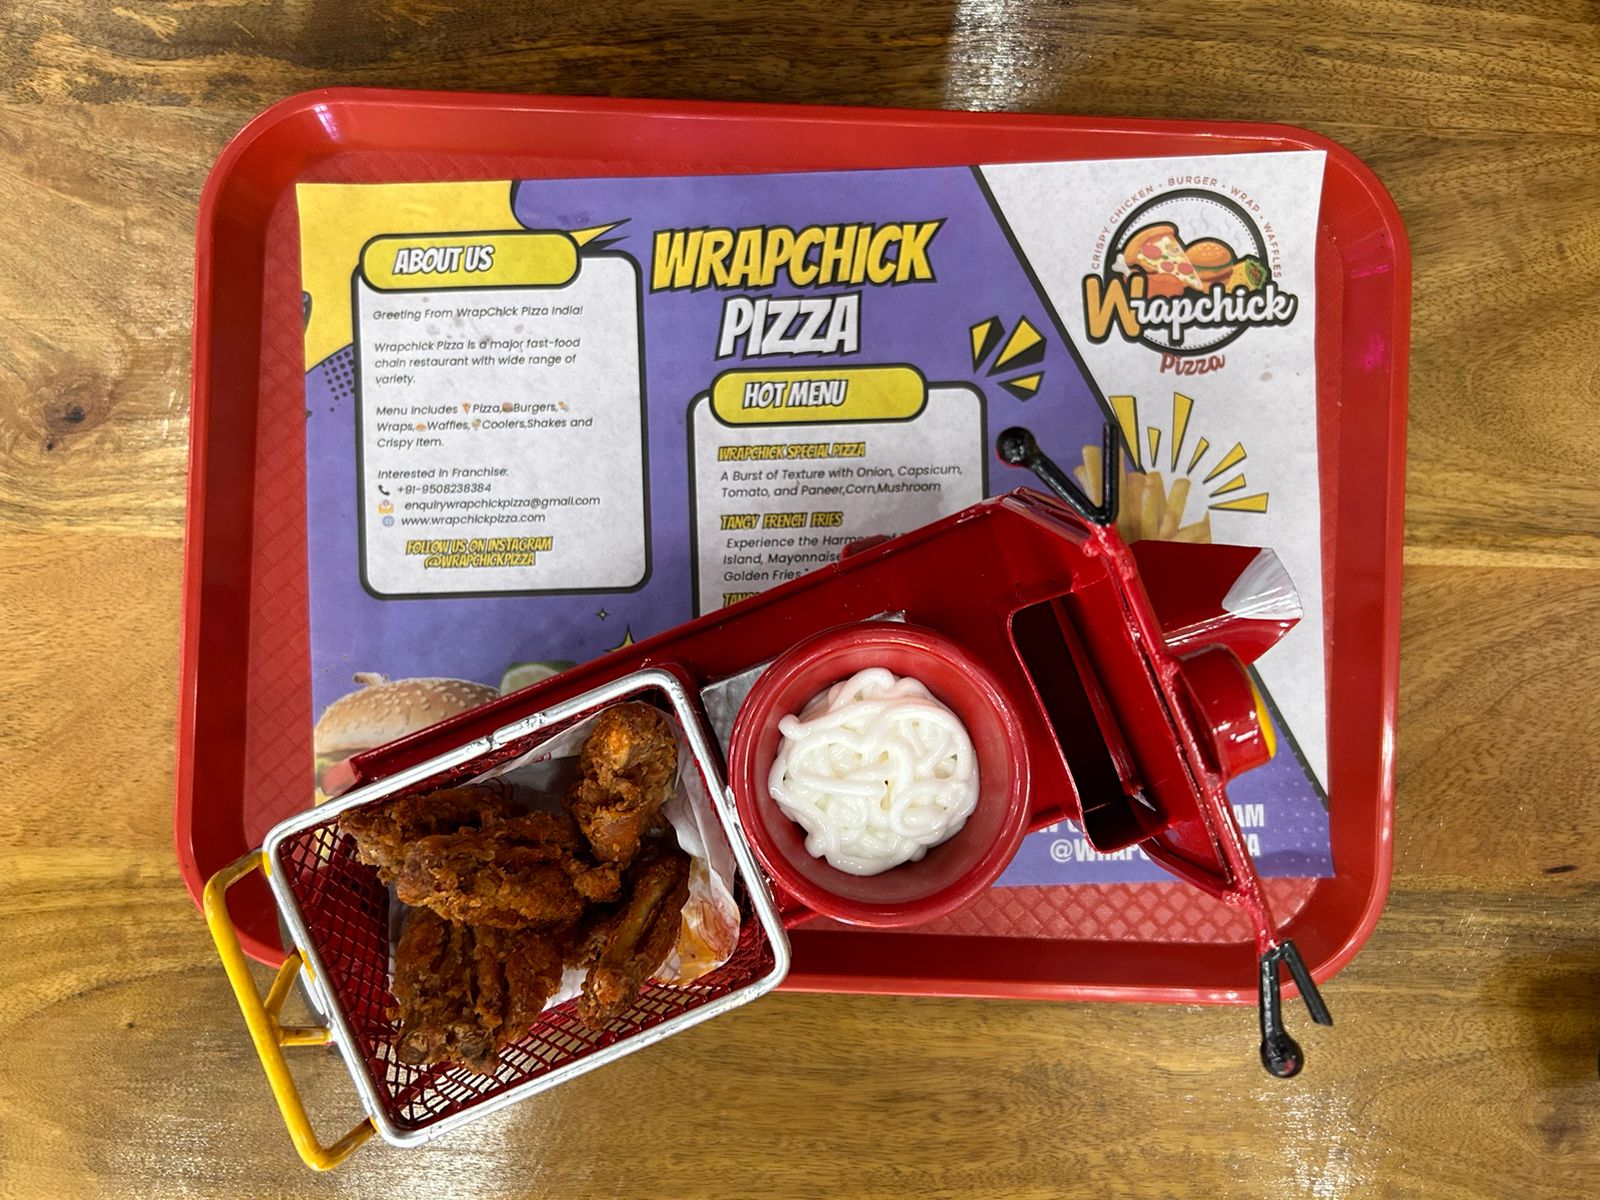 ABOUT US
Greeting From WrapChick Pizza India!
Wrapchick Pizza is a major fast-food
chain restaurant with wide range of
variety.
Menu Includes 🍕Pizza,🍔Burgers,🌯
Wraps,🧇Waffles,🍹Coolers,Shakes and
Crispy Item.
Interested In Franchise:
+91-9508238384
enquirywrapchickpizza@gmail.com
www.wrapchickpizza.com
FOLLOW US ON INSTAGRAM
@WRAPCHICKPIZZA
WRAPCHICK
PIZZA
HOT MENU
WRAPCHICK SPECIAL PIZZA
A Burst of Texture with Onion, Capsicum,
Tomato, and Paneer,Corn,Mushroom
TANGY FRENCH FRIES
Experience the
Island, Mayonnaise
Golden Fries
CRISPY CHICKEN - BURGER - WRAP - WAFFLES
Wrapchick
Pizza